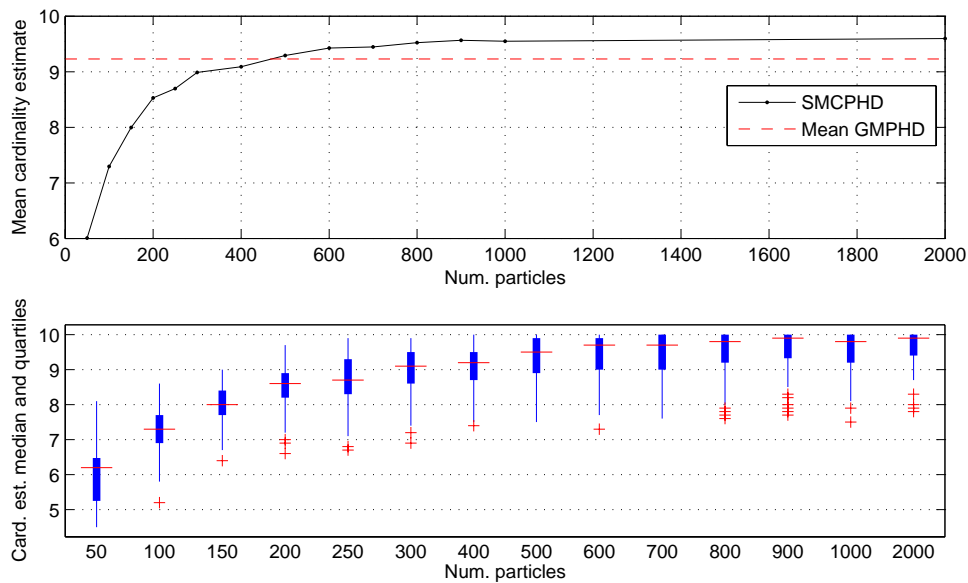 Mean cardinality estimate
10
9
8
7
6
SMCPHD
Mean GMPHD
0 200 400 600 800 1000 1200 1400 1600 1800 2000
Num. particles
Card. est. median and quartiles
10
9
8
7
6
5
50 100 150 200 250 300 400 500 600 700 800 900 1000 2000
Num. particles